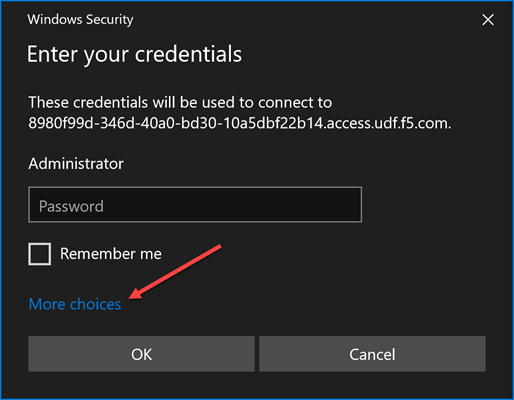 Windows Security
Enter your credentials
These credentials will be used to connect to
8980f99d-346d-40a0-bd30-10a5dbf22b14.access.udf.f5.com.
Administrator
Password
Remember me
More choices
OK
Cancel